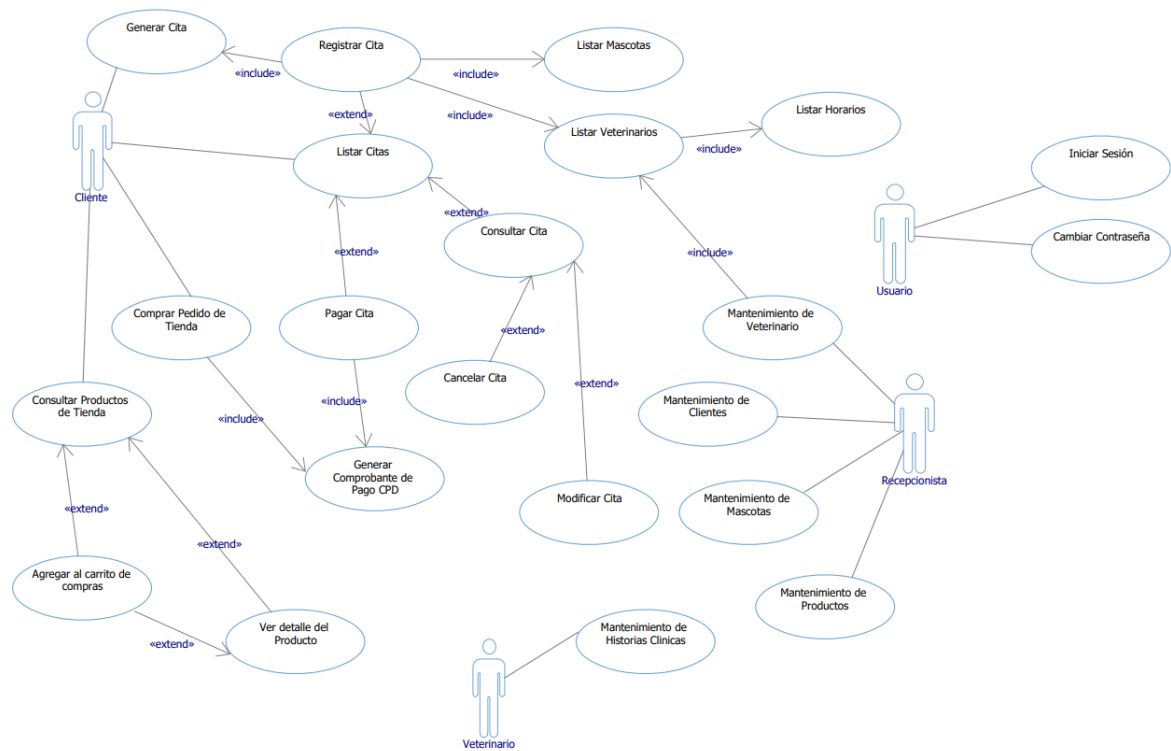 Generar Cita
Registrar Cita
Listar Mascotas
«include»
«extend»
«include»
Listar Horarios
Listar Veterinarios
«include»
Listar Citas
Iniciar Sesión
Cliente
«extend»
Consultar Cita
Cambiar Contraseña
«extend»
«include»
Usuario
Comprar Pedido de
Tienda
Pagar Cita
Mantenimiento de
Veterinario
«extend»
Cancelar Cita
«extend»
Consultar Productos
de Tienda
«include»
«include»
Mantenimiento de
Clientes
Generar
Comprobante de
Pago CPD
Modificar Cita
Mantenimiento de
Mascotas
Recepcionista
«extend»
«extend»
Agregar al carrito de
compras
Mantenimiento de
Productos
«extend»
Ver detalle del
Producto
Mantenimiento de
Historias Clinicas
Veterinario